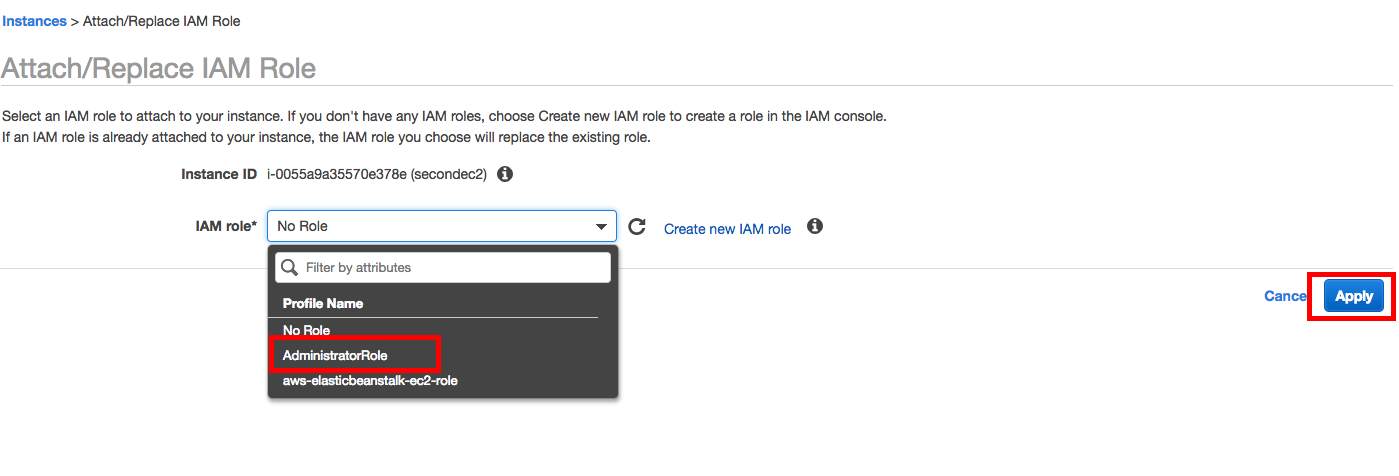 Instances > Attach/Replace IAM Role
Attach/Replace IAM Role
Select an IAM role to attach to your instance. If you don't have any IAM roles, choose Create new IAM role to create a role in the IAM console.
If an IAM role is already attached to your instance, the IAM role you choose will replace the existing role.
Instance ID i-0055a9a35570e378e (secondec2)
IAM role* No Role Create new IAM role
Filter by attributes
Profile Name
No Role
AdministratorRole
aws-elasticbeanstalk-ec2-role
Cance Apply